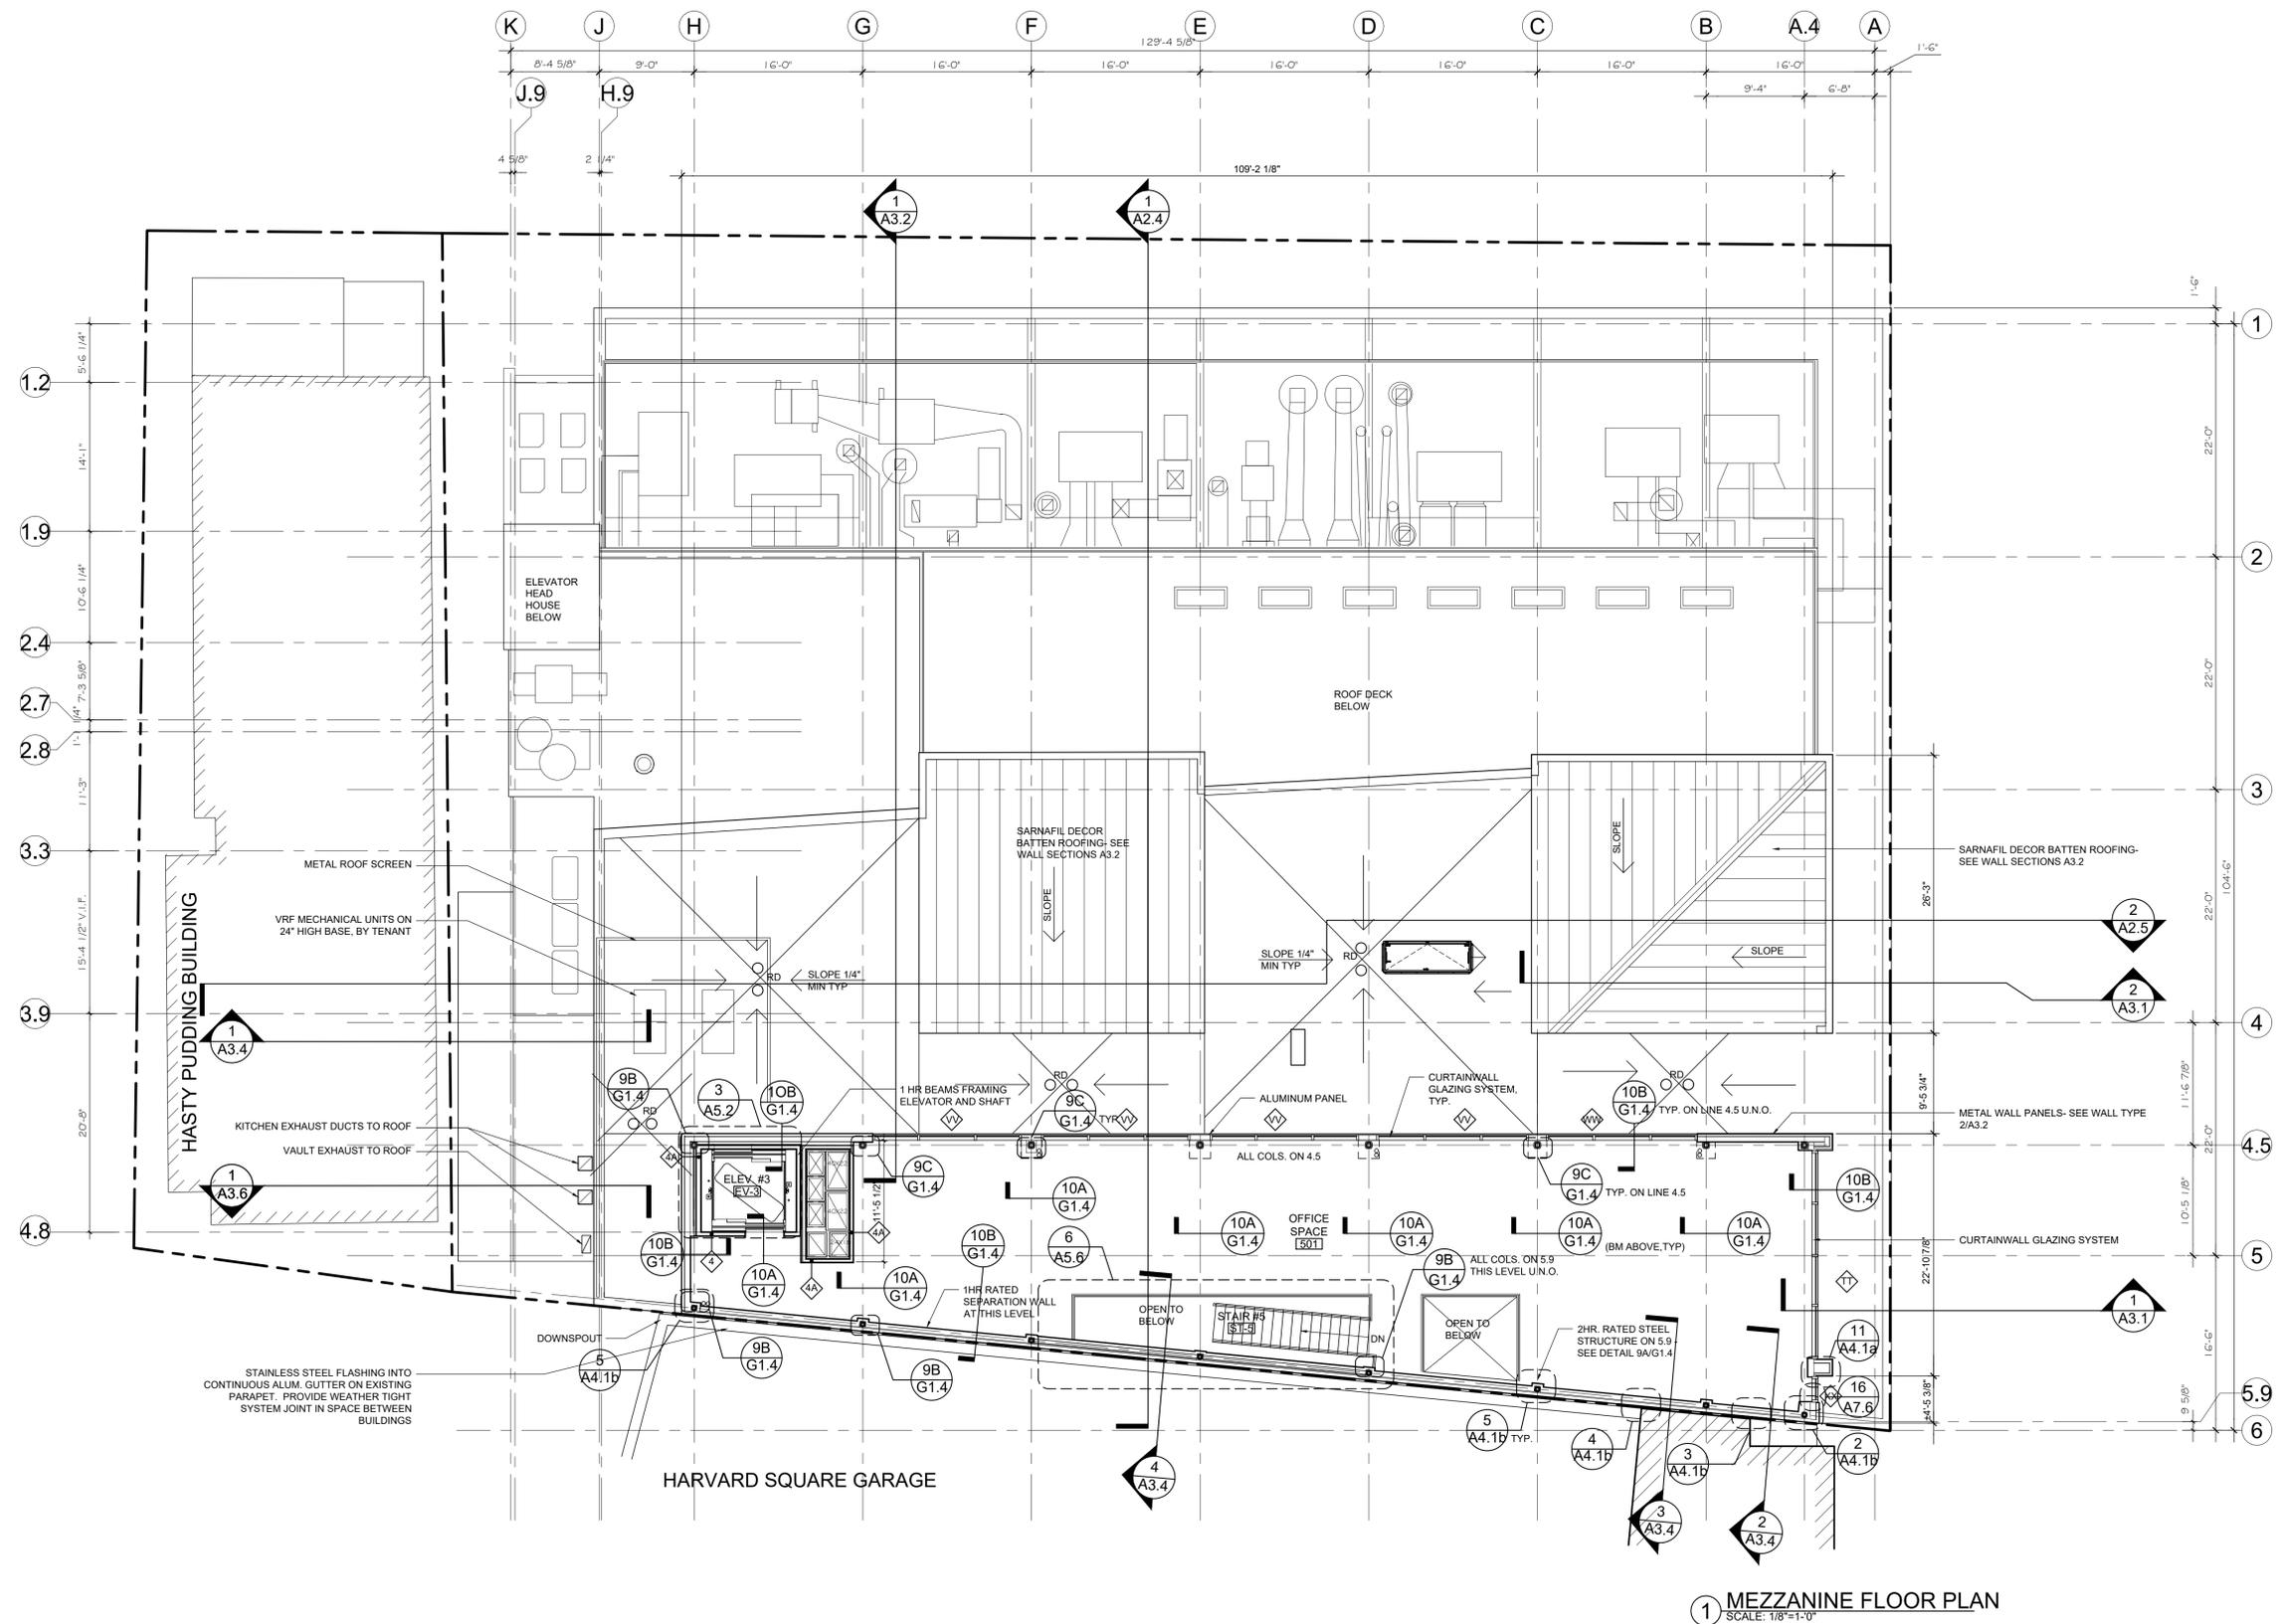 K
J
H
G
F
E
D
C
B
A.4
A
129'-4 5/8"
1'-6"
8'-4 5/8"
9'-0"
16'-0"
16'-0"
16'-0"
16'-0"
16'-0"
16'-0"
16'-0"
J.9
H.9
9'-4"
6'-8"
4 5/8"
2 1/4"
109'-2 1/8"
1
A3.2
1
A2.4
1'-6"
1
5'-6 1/4"
1.2
14'-1"
22'-0"
1.9
2
10'-6 1/4"
ELEVATOR
HEAD
HOUSE
BELOW
2.4
7'-3 5/8"
22'-0"
2.7
1'- 1/4"
2.8
ROOF DECK
BELOW
11'-3"
3
3.3
SARNAFIL DECOR
BATTEN ROOFING- SEE
WALL SECTIONS A3.2
SLOPE
SLOPE
SARNAFIL DECOR BATTEN ROOFING-
SEE WALL SECTIONS A3.2
METAL ROOF SCREEN
26'-3"
104'-6"
22'-0"
VRF MECHANICAL UNITS ON
24" HIGH BASE, BY TENANT
15'-4 1/2" V.I.F.
HASTY PUDDING BUILDING
2
A2.5
SLOPE 1/4"
MIN TYP
RD
SLOPE
RD
SLOPE 1/4"
MIN TYP
2
A3.1
3.9
4
1
A3.4
9B
G1.4
3
A5.2
1OB
G1.4
1 HR BEAMS FRAMING
ELEVATOR AND SHAFT
RD
9C
G1.4
TYP
CURTAINWALL
GLAZING SYSTEM,
TYP.
ALUMINUM PANEL
RD
10B
G1.4
TYP. ON LINE 4.5 U.N.O.
9'-5 3/4"
11'-6 7/8"
METAL WALL PANELS- SEE WALL TYPE
2/A3.2
RD
VV
VV
VV
VV
WW
20'-8"
KITCHEN EXHAUST DUCTS TO ROOF
VAULT EXHAUST TO ROOF
4.5
22'-0"
4A
ALL COLS. ON 4.5
9C
G1.4
9C
G1.4
TYP. ON LINE 4.5
ELEV. #3
EV-3
11'-5 1/2"
10A
G1.4
10B
G1.4
1
A3.6
10'-5 1/8"
4.8
4A
10B
G1.4
10A
G1.4
OFFICE
SPACE
501
10A
G1.4
10A
G1.4
(BM ABOVE,TYP)
10A
G1.4
CURTAINWALL GLAZING SYSTEM
10B
G1.4
4
6
A5.6
5
22'-10 7/8"
10A
G1.4
4A
10A
G1.4
9B
G1.4
ALL COLS. ON 5.9
THIS LEVEL U.N.O.
TT
1HR RATED
SEPARATION WALL
AT THIS LEVEL
OPEN TO
BELOW
STAIR #5
ST-5
DN
OPEN TO
BELOW
1
A3.1
DOWNSPOUT
2HR. RATED STEEL
STRUCTURE ON 5.9 -
SEE DETAIL 9A/G1.4
11
A4.1a
16'-6"
9B
G1.4
5
A4.1b
9B
G1.4
STAINLESS STEEL FLASHING INTO
CONTINUOUS ALUM. GUTTER ON EXISTING
PARAPET. PROVIDE WEATHER TIGHT
SYSTEM JOINT IN SPACE BETWEEN
BUILDINGS
XX
16
A7.6
±4'-5 3/8"
9 5/8"
5.9
6
5
A4.1b
TYP.
4
A4.1b
3
A4.1b
2
A4.1b
HARVARD SQUARE GARAGE
4
A3.4
3
A3.4
2
A3.4
1
MEZZANINE FLOOR PLAN
SCALE: 1/8"=1-'0"